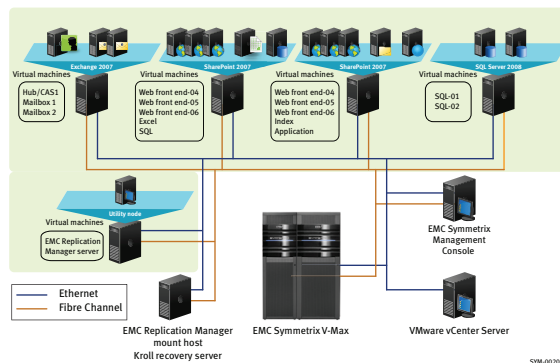 Exchange 2007
SharePoint 2007
SharePoint 2007
SQL Server 2008
Virtual machines
Hub/CAS1
Mailbox 1
Mailbox 2
Virtual machines
Web front end-04
Web front end-05
Web front end-06
Excel
SQL
Virtual machines
Web front end-04
Web front end-05
Web front end-06
Index
Application
Virtual machines
SQL-01
SQL-02
Utility node
Virtual machines
EMC Replication
Manager server
EMC Symmetrix
Management
Console
Ethernet
Fibre Channel
EMC Replication Manager
mount host
Kroll recovery server
EMC Symmetrix V-Max
VMware vCenter Server